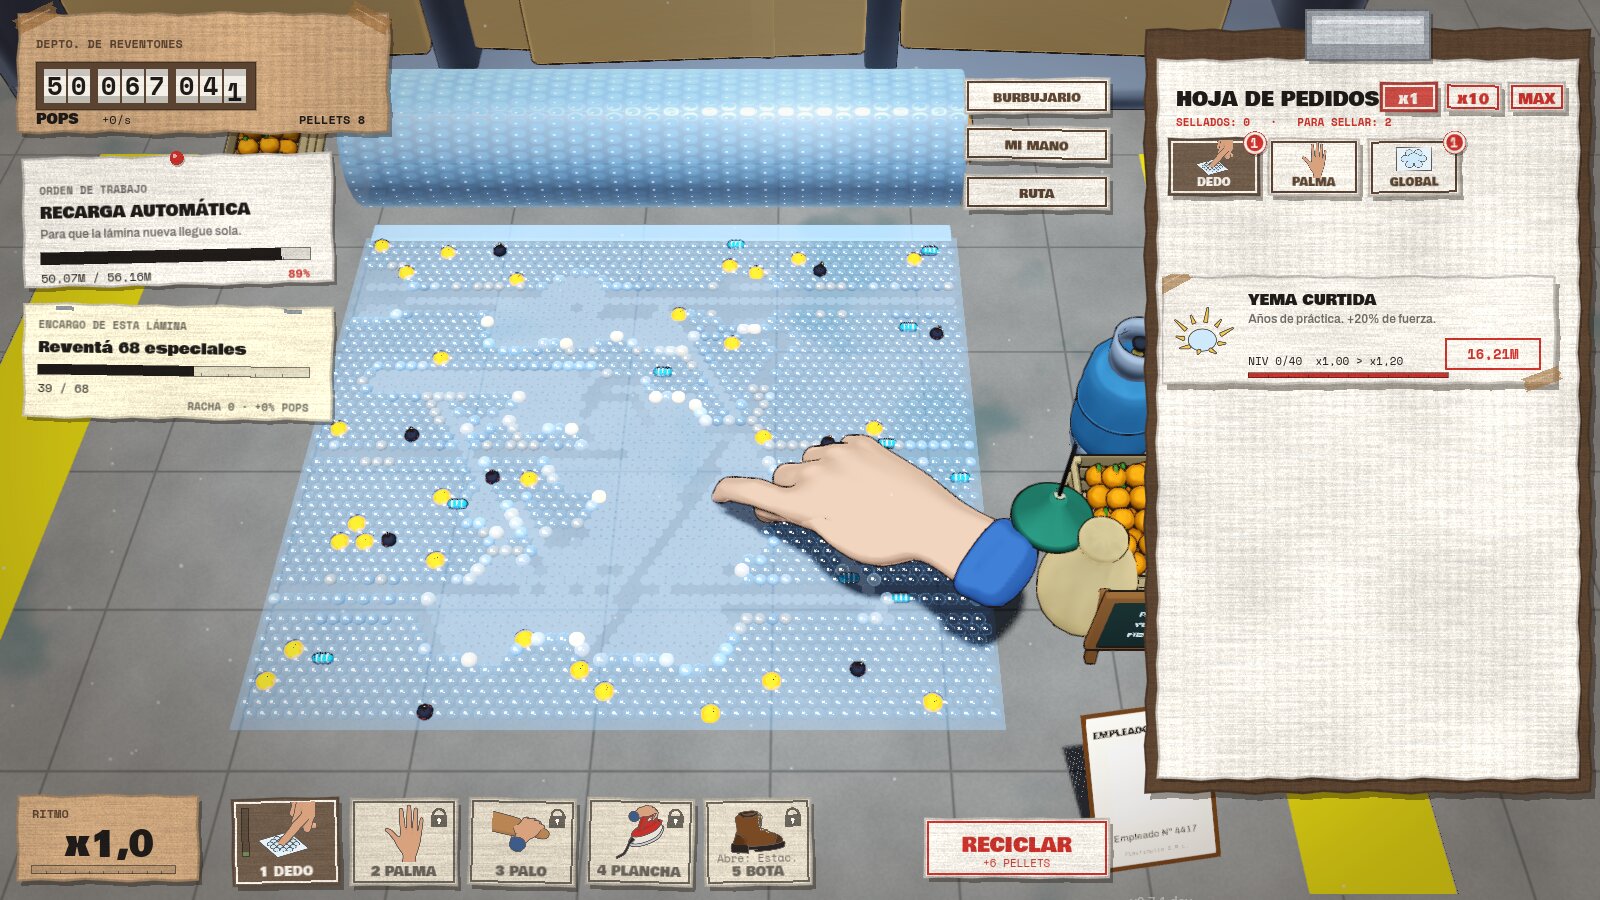 DEPTO. DE REVENTONES
50 067 041
POPS +0/s PELLETS 8
ORDEN DE TRABAJO
RECARGA AUTOMÁTICA
Para que la lámina nueva llegue sola.
50.07M / 56.16M 89%
ENCARGO DE ESTA LÁMINA
Reventá 68 especiales
39 / 68
RACHA 0 · +0% POPS
BURBUJARIO
MI MANO
RUTA
HOJA DE PEDIDOS x1 x10 MAX
SELLADOS: 0 · PARA SELLAR: 2
1 1
DEDO PALMA GLOBAL
YEMA CURTIDA
Años de práctica. +20% de fuerza.
NIV 0/40 x1,00 > x1,20
16.21M
RITMO
x1,0
1 DEDO
2 PALMA
3 PALO
4 PLANCHA
Abre: Estac.
5 BOTA
RECICLAR
+6 PELLETS
EMPLEADO
Empleado N° 4417